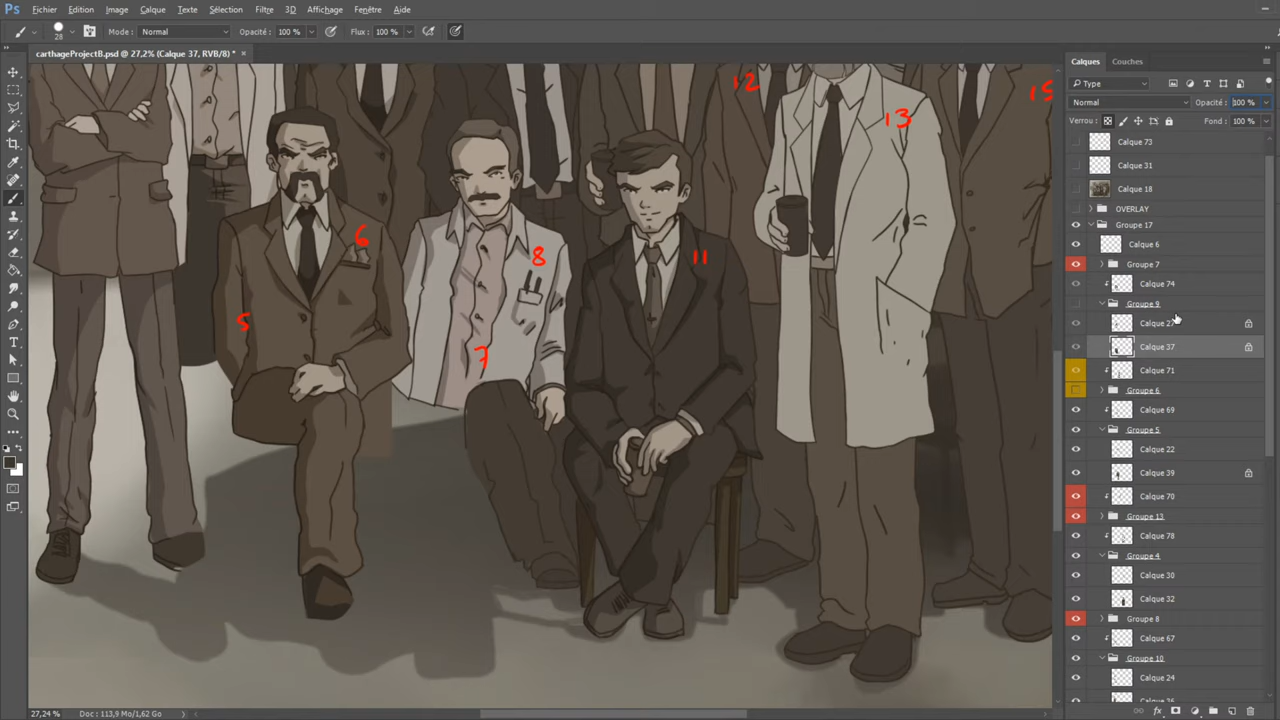 Ps Fichier Edition Image Calque Texte Sélection Filtre 3D Affichage Fenêtre Aide
28 Mode : Normal Opacité : 100 % Flux : 100 %
carthageProjectB.psd @ 27,2% (Calque 37, RVB/8) *
Calques Couches
Type
Normal Opacité : 100 %
Verrou : Fond : 100 %
Calque 73
Calque 31
Calque 18
OVERLAY
Groupe 17
Calque 6
Groupe 7
Calque 74
Groupe 9
Calque 27
Calque 37
Calque 71
Groupe 6
Calque 69
Groupe 5
Calque 22
Calque 39
Calque 70
Groupe 13
Calque 78
Groupe 4
Calque 30
Calque 32
Groupe 8
Calque 67
Groupe 10
Calque 24
12
13
15
6
8
11
5
7
27,24 % Doc : 113,9 Mo/1,62 Go